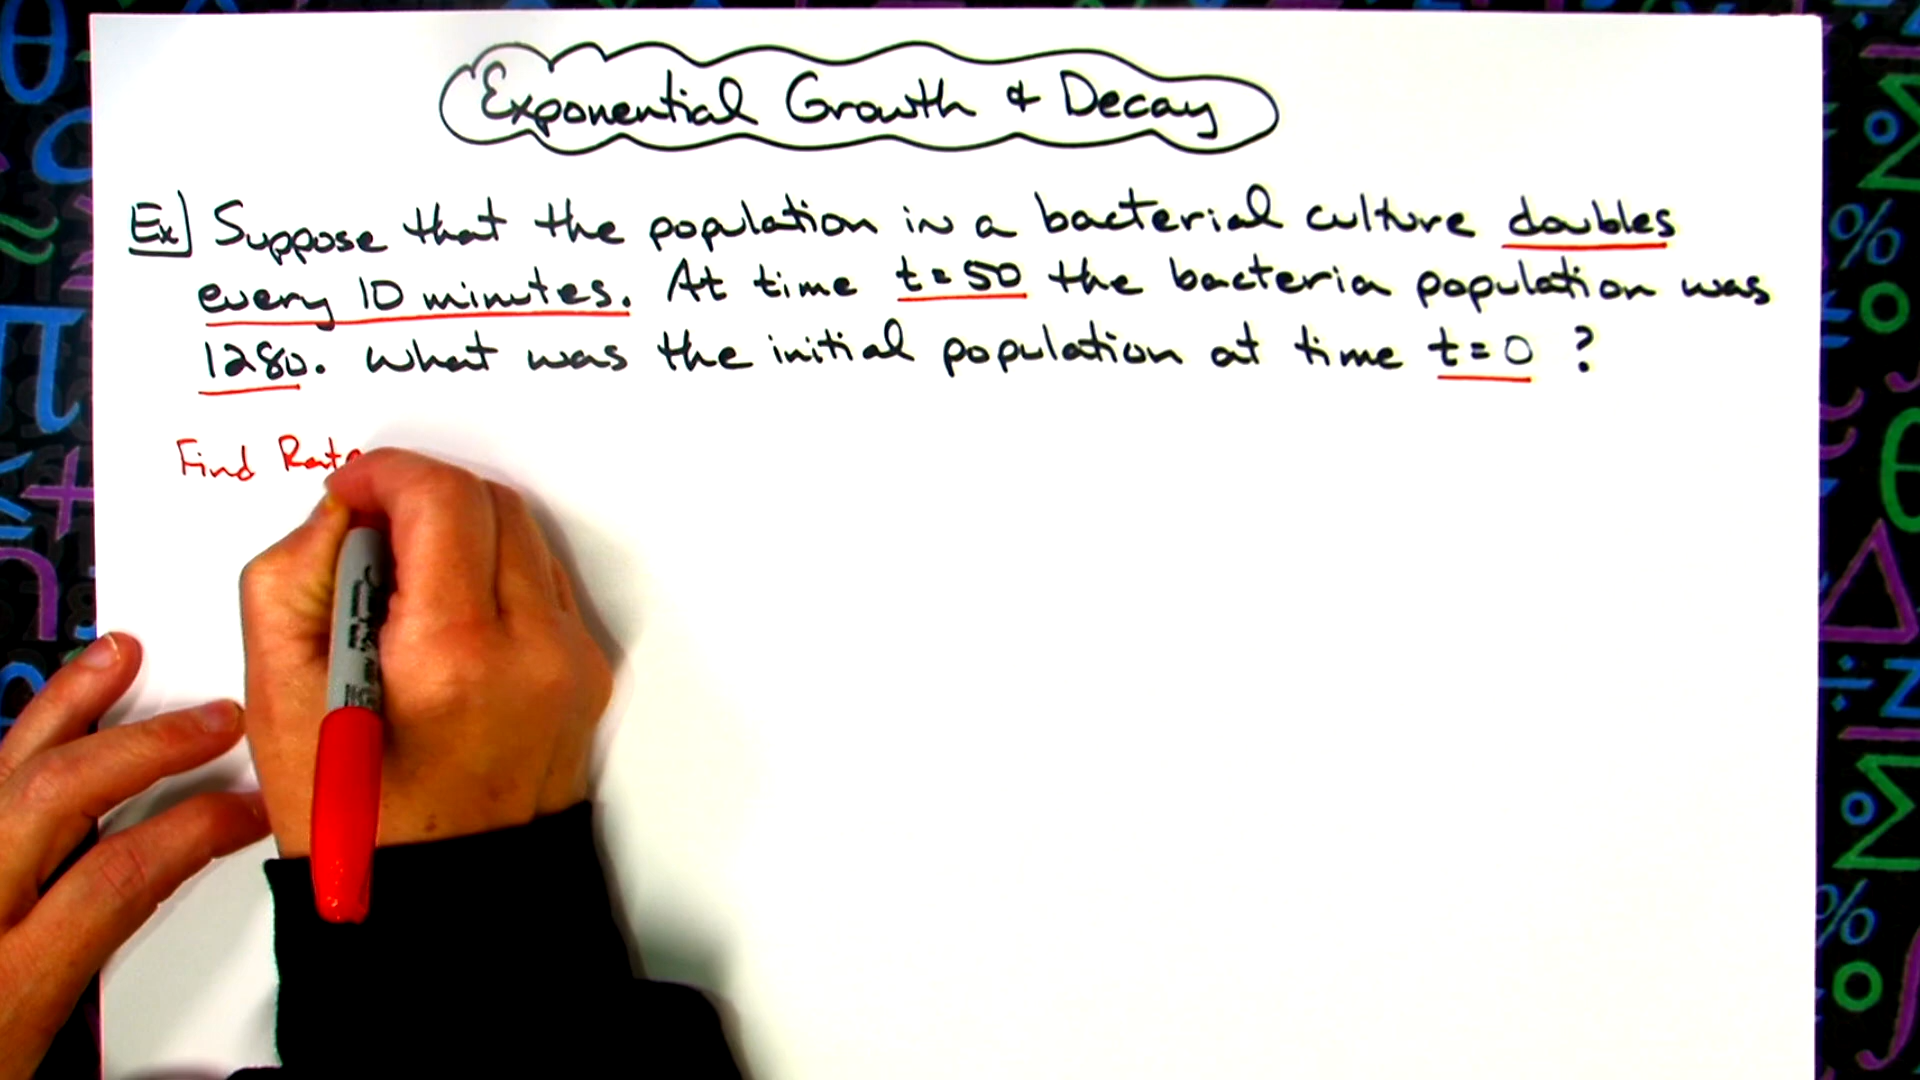 Exponential Growth & Decay
Ex Suppose that the population in a bacterial culture doubles
every 10 minutes. At time t = 50 the bacteria population was
1280. What was the initial population at time t = 0 ?
Find Rate